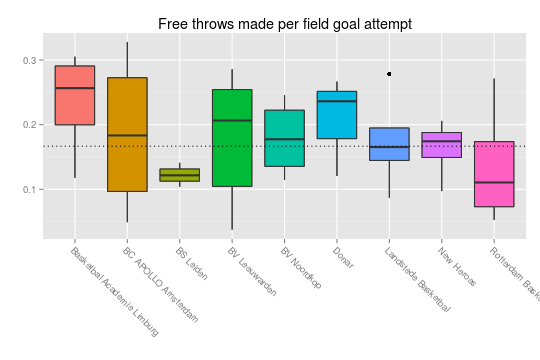 Free throws made per field goal attempt
0.3
0.2
0.1
Basketbal Academie Limburg
BC APOLLO Amsterdam
BS Leiden
BV Leeuwarden
BV Noordkop
Donar
Landstede Basketbal
New Heroes
Rotterdam